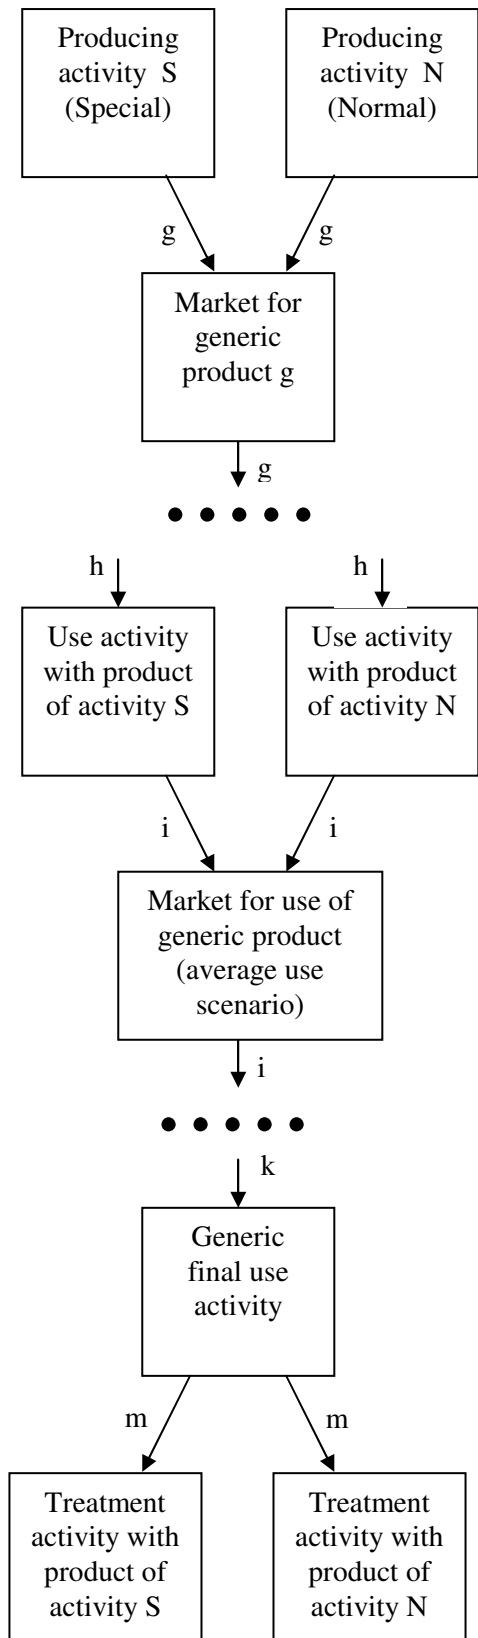 Producing
activity S
(Special)
Producing
activity N
(Normal)
g
g
Market for
generic
product g
g
h
h
Use activity
with product
of activity S
Use activity
with product
of activity N
i
i
Market for use of
generic product
(average use
scenario)
i
k
Generic
final use
activity
m
m
Treatment
activity with
product of
activity S
Treatment
activity with
product of
activity N